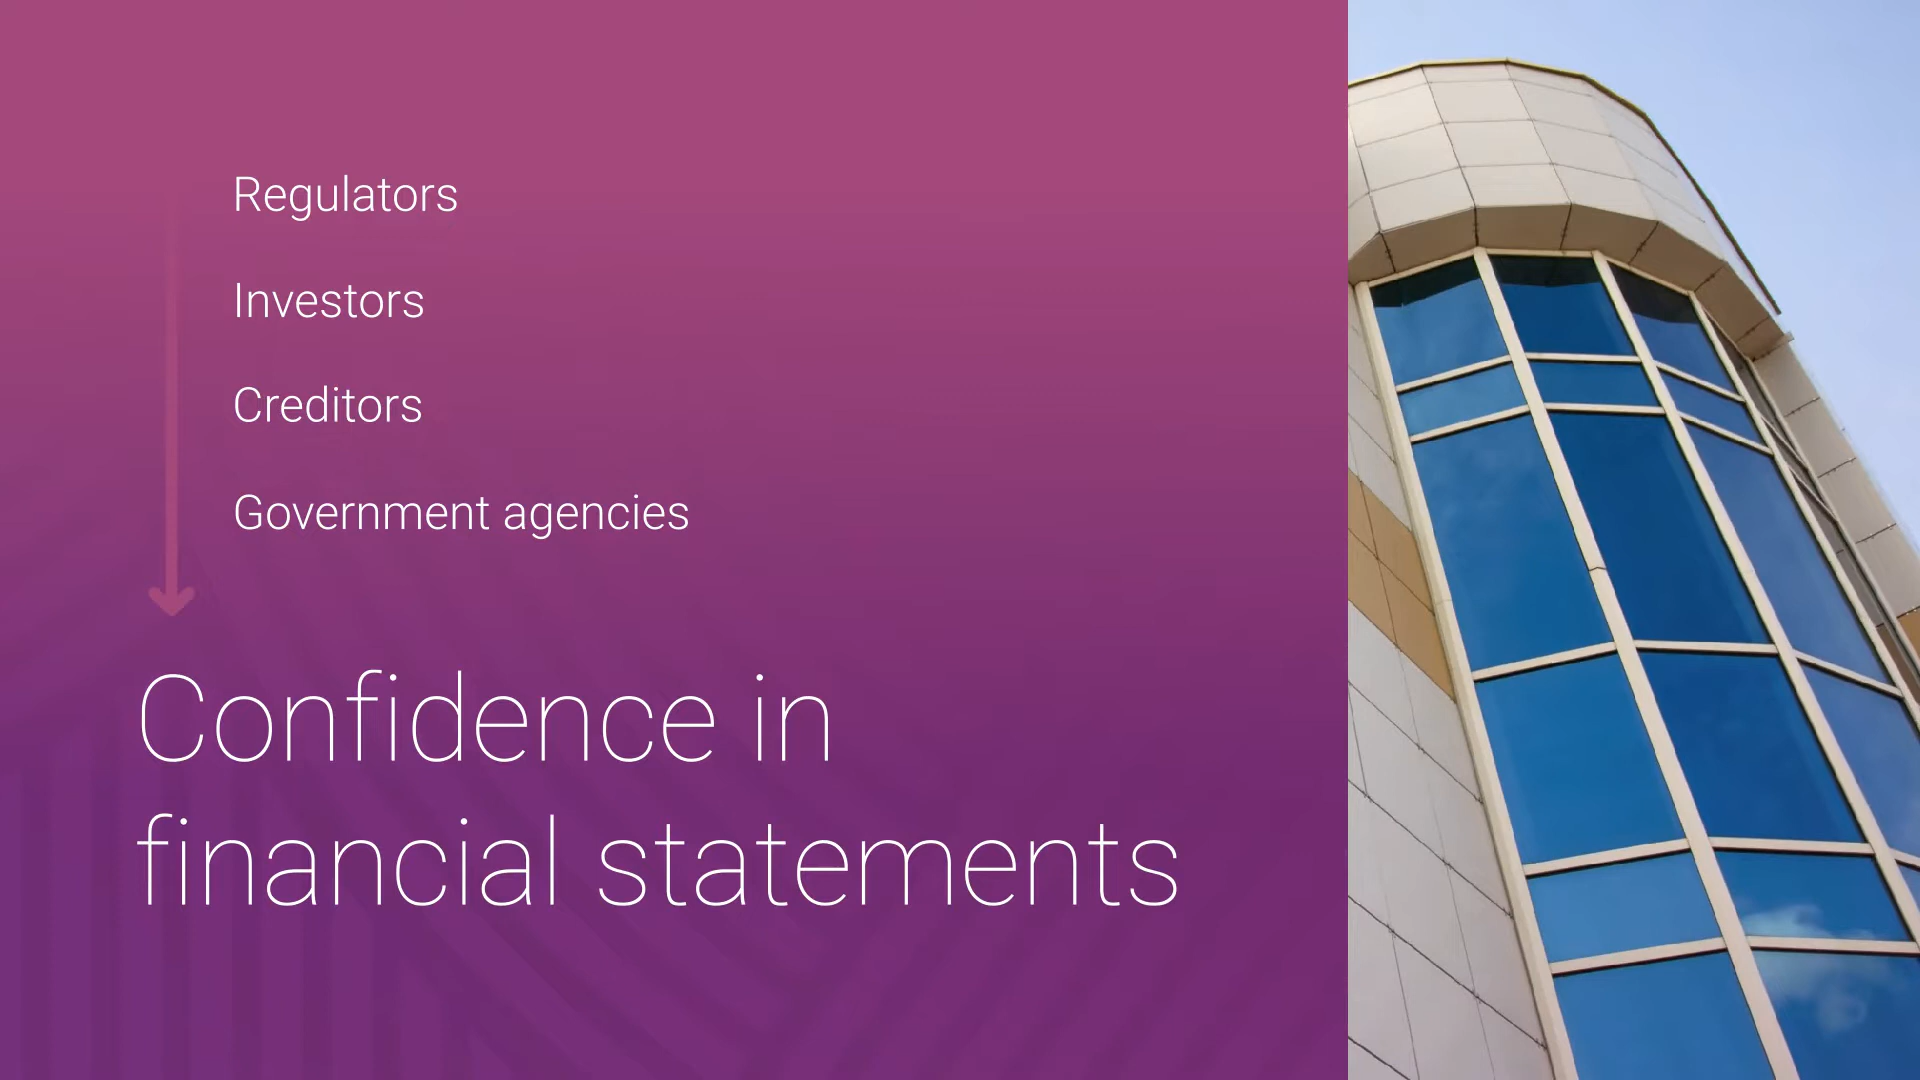 Regulators
Investors
Creditors
Government agencies
Confidence in
financial statements